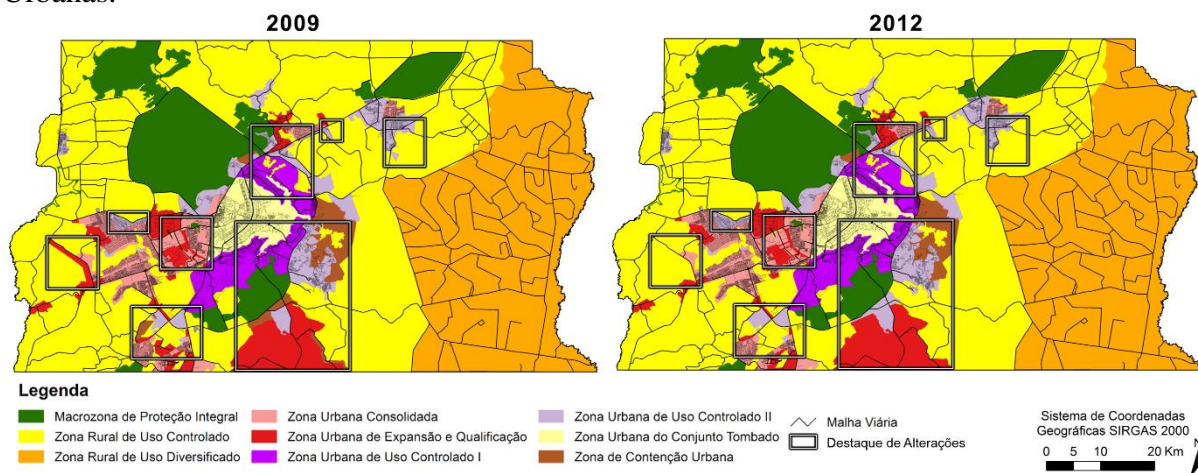 Urbanas.
2009
2012
Legenda
Macrozona de Proteção Integral
Zona Rural de Uso Controlado
Zona Rural de Uso Diversificado
Zona Urbana Consolidada
Zona Urbana de Expansão e Qualificação
Zona Urbana de Uso Controlado I
Zona Urbana de Uso Controlado II
Zona Urbana do Conjunto Tombado
Zona de Contenção Urbana
Malha Viária
Destaque de Alterações
Sistema de Coordenadas
Geográficas SIRGAS 2000
0 5 10 20 Km
N